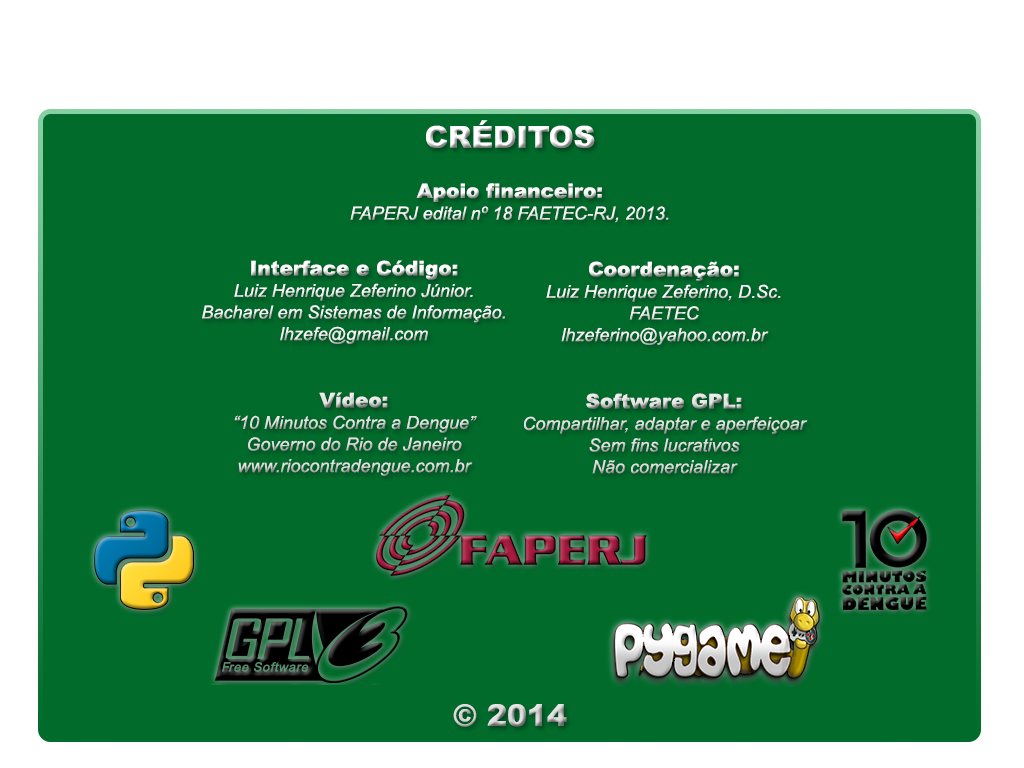 CRÉDITOS
Apoio financeiro:
FAPERJ edital nº 18 FAETEC-RJ, 2013.
Interface e Código:
Luiz Henrique Zeferino Júnior.
Bacharel em Sistemas de Informação.
lhzefe@gmail.com
Coordenação:
Luiz Henrique Zeferino, D.Sc.
FAETEC
lhzeferino@yahoo.com.br
Vídeo:
“10 Minutos Contra a Dengue”
Governo do Rio de Janeiro
www.riocontradengue.com.br
Software GPL:
Compartilhar, adaptar e aperfeiçoar
Sem fins lucrativos
Não comercializar
FAPERJ
10
MINUTOS
CONTRA A
DENGUE
GPL3
Free Software
pygame
© 2014